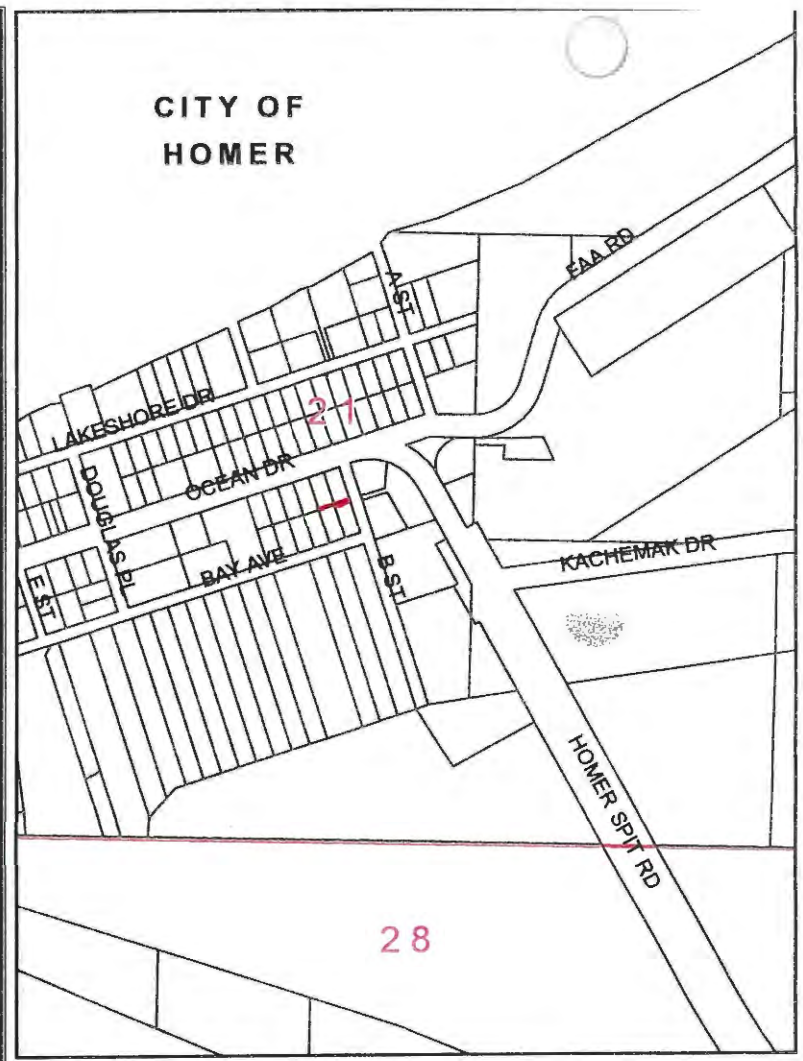 CITY OF
HOMER
FAA RD
A ST
LAKESHORE DR
21
OCEAN DR
DOUGLAS PL
BAY AVE
B ST
E ST
KACHEMAK DR
HOMER SPIT RD
28